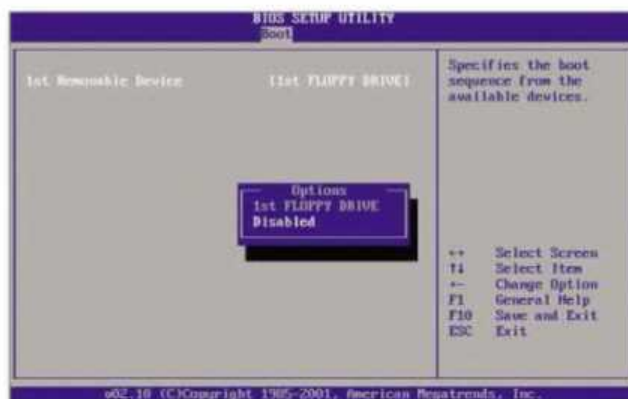 BIOS SETUP UTILITY
Boot
1st Removable Device [1st FLOPPY DRIVE]
Specifies the boot
sequence from the
available devices.
Options
1st FLOPPY DRIVE
Disabled
↔ Select Screen
↑↓ Select Item
+- Change Option
F1 General Help
F10 Save and Exit
ESC Exit
v02.10 (C)Copyright 1985-2001, American Megatrends, Inc.